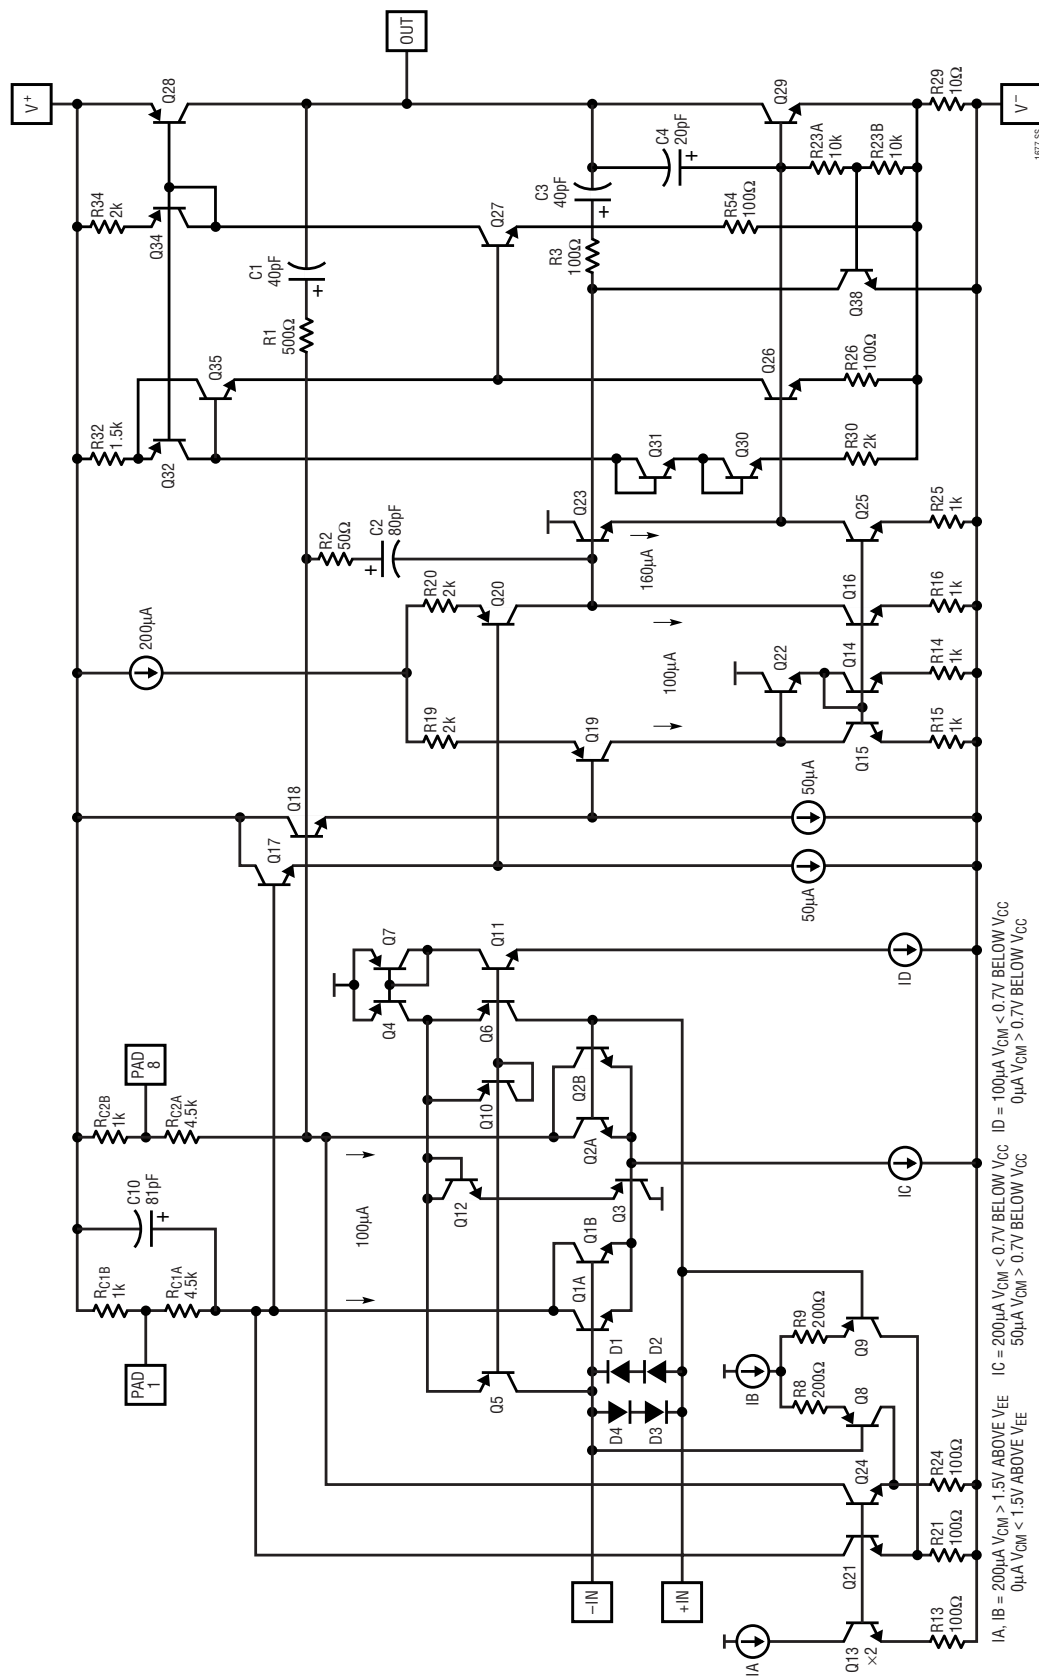 V+
OUT
Q28
R34
2k
Q34
C1
40pF
R1
500Ω
Q35
R32
1.5k
Q32
Q27
C3
40pF
R3
100Ω
C4
20pF
Q29
R23A
10k
R23B
10k
R29
10Ω
V−
R54
100Ω
Q38
Q26
R26
100Ω
Q31
Q30
R30
2k
Q23
160µA
Q25
R25
1k
R2
50Ω
C2
80pF
R20
2k
Q20
Q16
R16
1k
200µA
100µA
Q22
Q14
R14
1k
R19
2k
Q19
Q15
R15
1k
Q18
Q17
50µA
50µA
Q7
Q4
Q11
Q6
ID
PAD
8
RC2B
1k
RC2A
4.5k
Q10
Q2B
Q2A
Q12
Q3
IC
C10
81pF
100µA
Q1B
Q1A
RC1B
1k
RC1A
4.5k
PAD
1
Q5
D1
D2
D4
D3
IB
R9
200Ω
R8
200Ω
Q9
Q8
Q24
R24
100Ω
Q21
R21
100Ω
−IN
+IN
IA
Q13
×2
R13
100Ω
IA, IB = 200µA VCM > 1.5V ABOVE VEE
0µA VCM < 1.5V ABOVE VEE
IC = 200µA VCM < 0.7V BELOW VCC
50µA VCM > 0.7V BELOW VCC
ID = 100µA VCM < 0.7V BELOW VCC
0µA VCM > 0.7V BELOW VCC
1677 SS